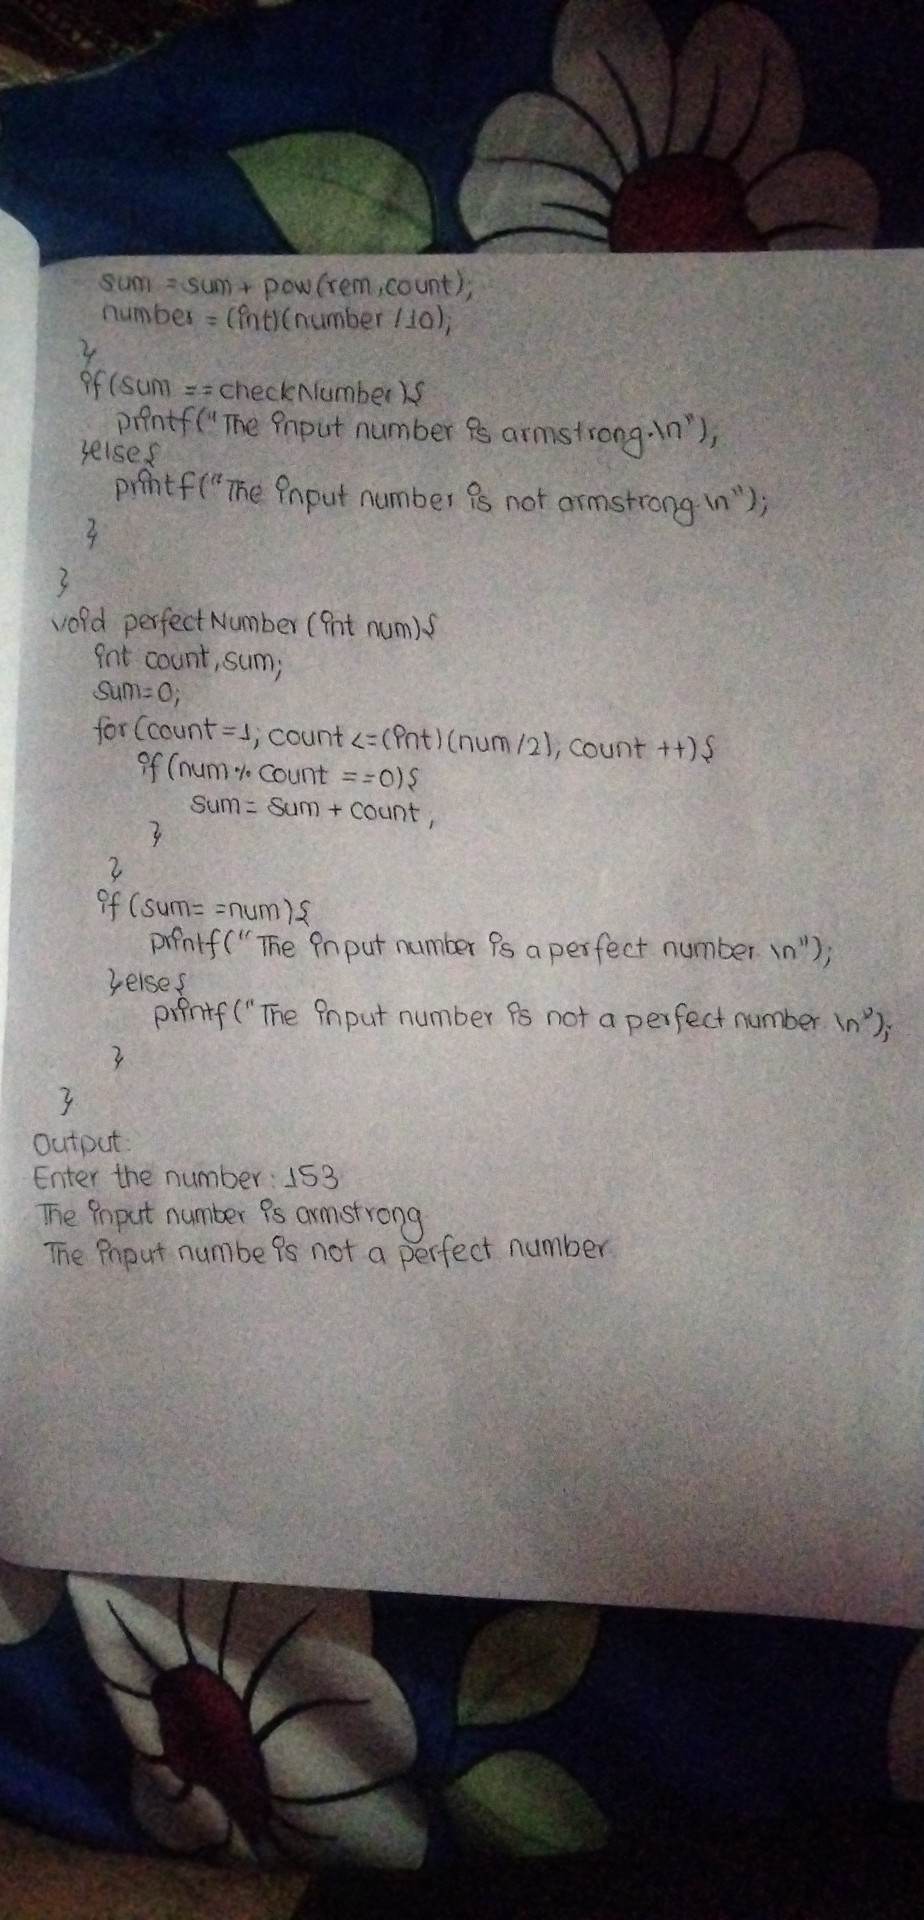 sum = sum + pow(rem,count);
number = (int)(number /10);
}
if(sum ==checkNumber){
printf("The input number is armstrong.\n");
}else{
printf("The input number is not armstrong.\n");
}
}
void perfectNumber (int num){
int count,sum;
sum=0;
for(count=1; count<=(int)(num/2); count ++){
if(num% count ==0){
sum= sum + count;
}
}
if(sum= =num){
printf("The input number is a perfect number \n");
}else{
printf("The input number is not a perfect number \n");
}
}
output:
Enter the number: 153
The input number is armstrong
The input numbe is not a perfect number